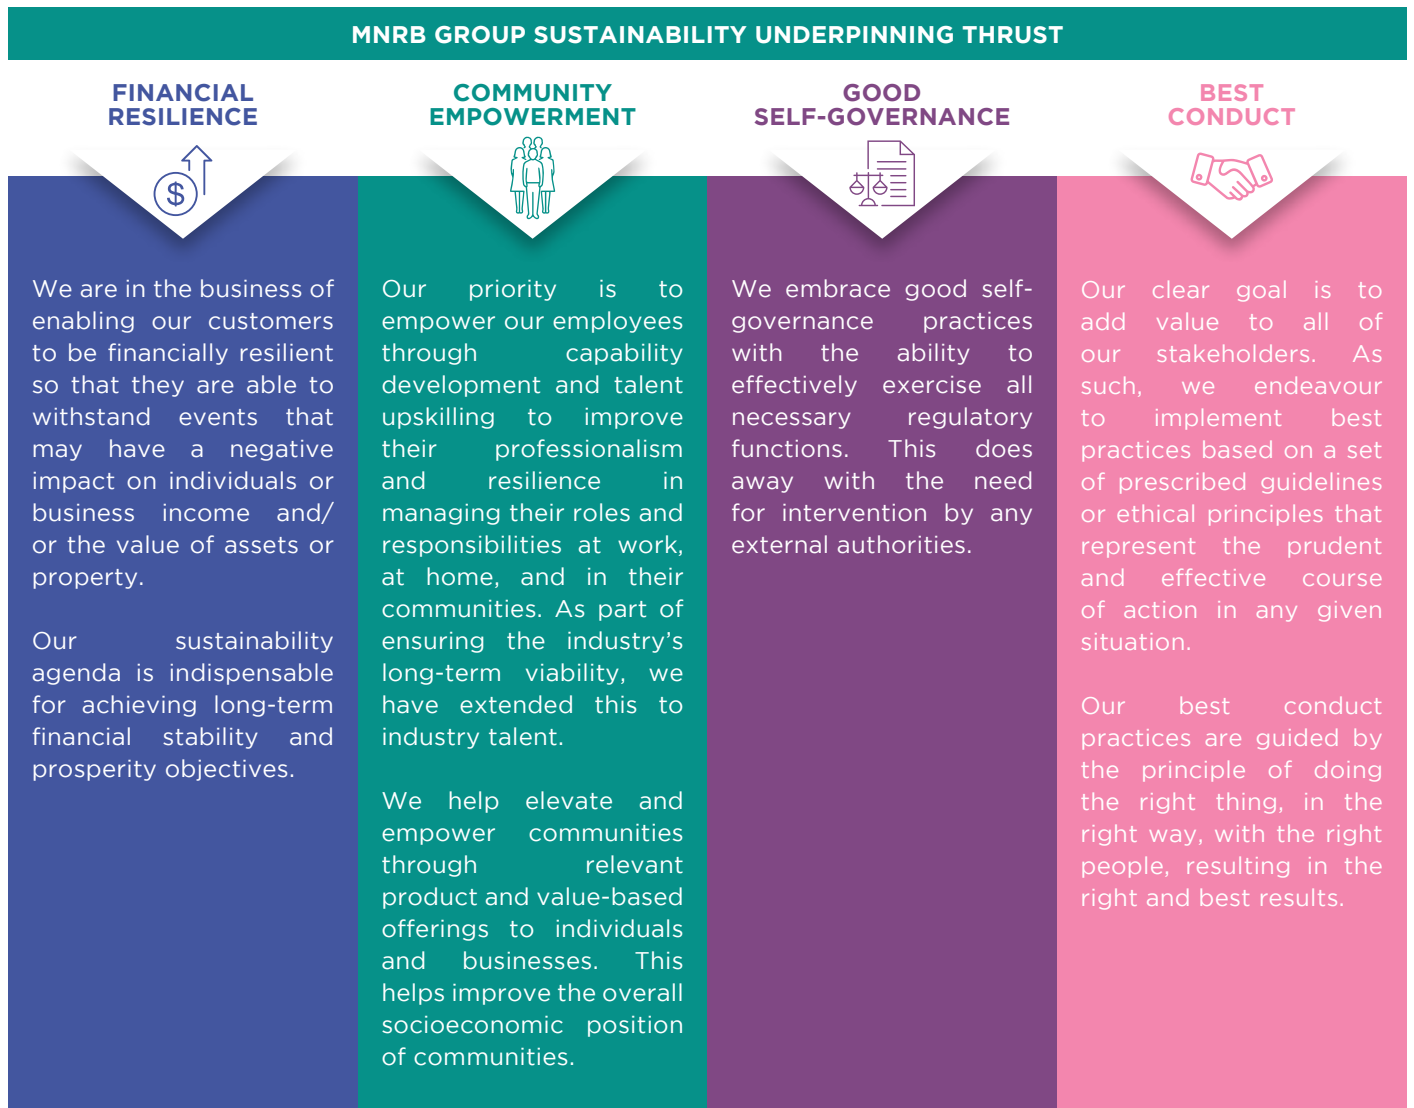 MNRB GROUP SUSTAINABILITY UNDERPINNING THRUST
FINANCIAL
RESILIENCE
$
We are in the business of
enabling our customers
to be financially resilient
so that they are able to
withstand events that
may have a negative
impact on individuals or
business income and/
or the value of assets or
property.
Our sustainability
agenda is indispensable
for achieving long-term
financial stability and
prosperity objectives.
COMMUNITY
EMPOWERMENT
Our priority is to
empower our employees
through capability
development and talent
upskilling to improve
their professionalism
and resilience in
managing their roles and
responsibilities at work,
at home, and in their
communities. As part of
ensuring the industry's
long-term viability, we
have extended this to
industry talent.
We help elevate and
empower communities
through relevant
product and value-based
offerings to individuals
and businesses. This
helps improve the overall
socioeconomic position
of communities.
GOOD
SELF-GOVERNANCE
We embrace good self-
governance practices
with the ability to
effectively exercise all
necessary regulatory
functions. This does
away with the need
for intervention by any
external authorities.
BEST
CONDUCT
Our clear goal is to
add value to all of
our stakeholders. As
such, we endeavour
to implement best
practices based on a set
of prescribed guidelines
or ethical principles that
represent the prudent
and effective course
of action in any given
situation.
Our best conduct
practices are guided by
the principle of doing
the right thing, in the
right way, with the right
people, resulting in the
right and best results.